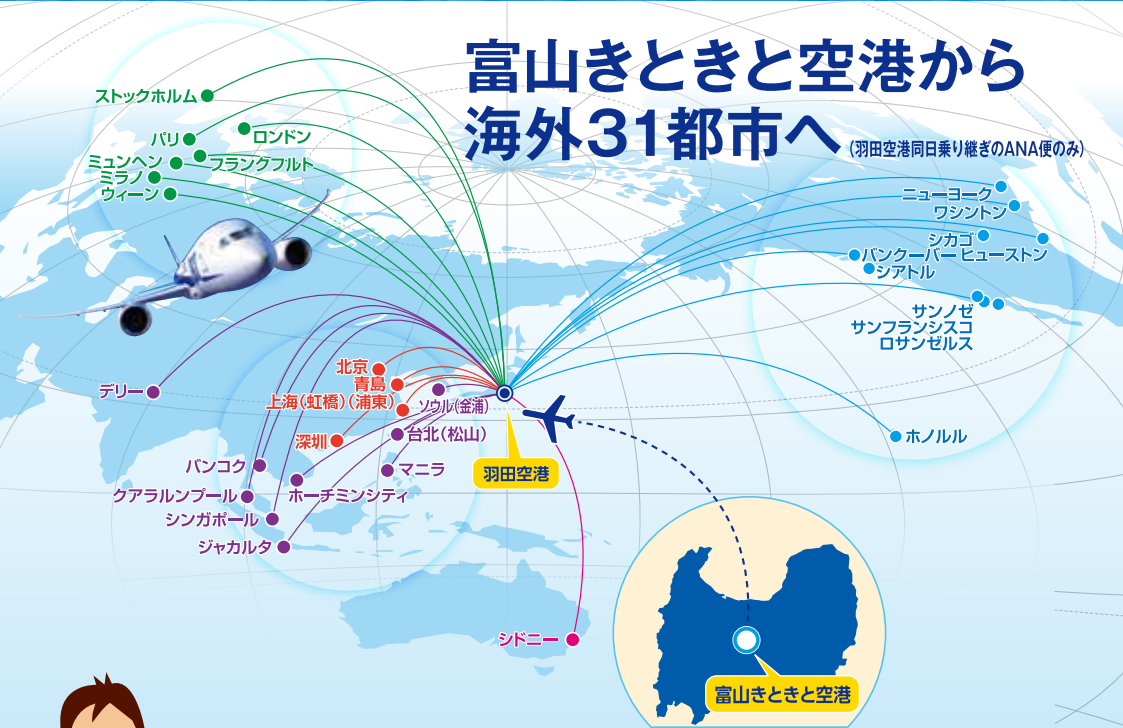 富山きときと空港から
海外31都市へ(羽田空港同日乗り継ぎのANA便のみ)
ストックホルム
パリ
ロンドン
ミュンヘン
フランクフルト
ミラノ
ウィーン
ニューヨーク
ワシントン
シカゴ
バンクーバー
ヒューストン
シアトル
サンノゼ
サンフランシスコ
ロサンゼルス
ホノルル
デリー
北京
青島
上海(虹橋)(浦東)
ソウル(金浦)
深圳
台北(松山)
バンコク
マニラ
クアラルンプール
ホーチミンシティ
シンガポール
ジャカルタ
羽田空港
シドニー
富山きときと空港